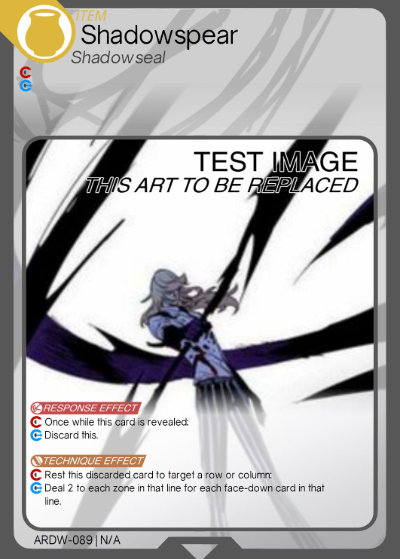 ITEM
Shadowspear
Shadowseal
C
C
TEST IMAGE
THIS ART TO BE REPLACED
RESPONSE EFFECT
C Once while this card is revealed:
C Discard this.
TECHNIQUE EFFECT
C Rest this discarded card to target a row or column:
C Deal 2 to each zone in that line for each face-down card in that
line.
ARDW-089 | N/A